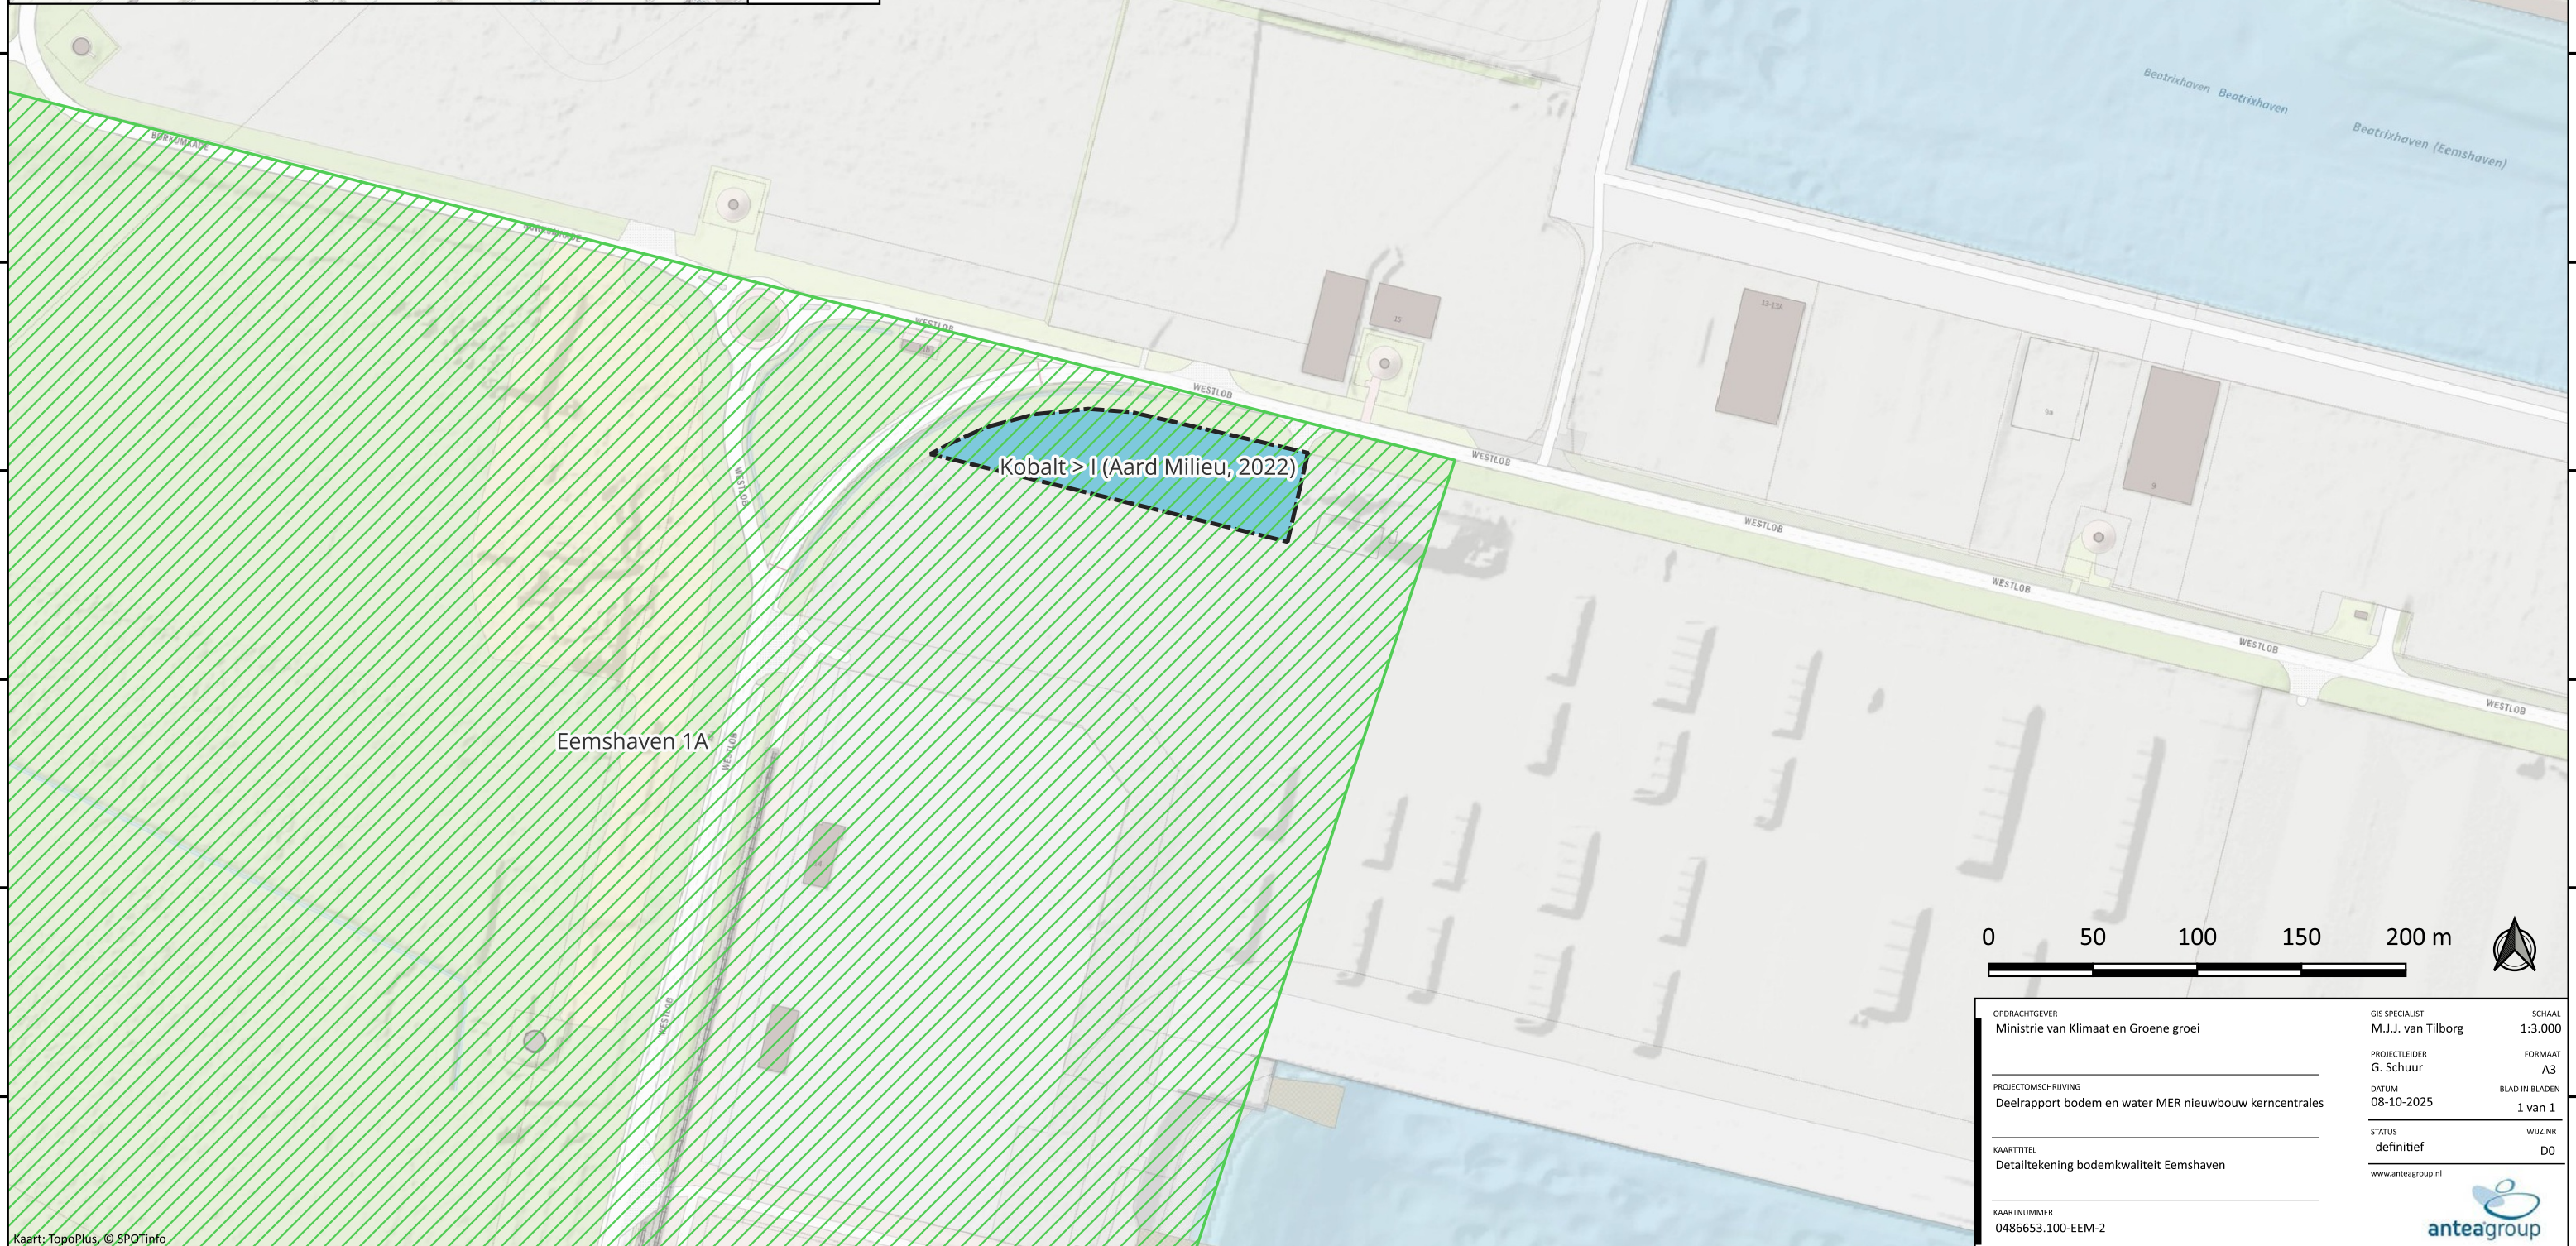 Beatrixhaven Beatrixhaven
Beatrixhaven (Eemshaven)
BORKUMKADE
BORKUMKADE
WESTLOB
15
13-13A
WESTLOB
9a
WESTLOB
Kobalt > I (Aard Milieu, 2022)
9
WESTLOB
WESTLOB
WESTLOB
WESTLOB
WESTLOB
Eemshaven 1A
WESTLOB
14
0 50 100 150 200 m
WESTLOB
OPDRACHTGEVER
Ministrie van Klimaat en Groene groei
PROJECTOMSCHRIJVING
Deelrapport bodem en water MER nieuwbouw kerncentrales
KAARTTITEL
Detailtekening bodemkwaliteit Eemshaven
KAARTNUMMER
0486653.100-EEM-2
GIS SPECIALIST SCHAAL
M.J.J. van Tilborg 1:3.000
PROJECTLEIDER FORMAAT
G. Schuur A3
DATUM BLAD IN BLADEN
08-10-2025 1 van 1
STATUS WIJZ.NR
definitief D0
www.anteagroup.nl
anteagroup
Kaart: TopoPlus, © SPOTinfo